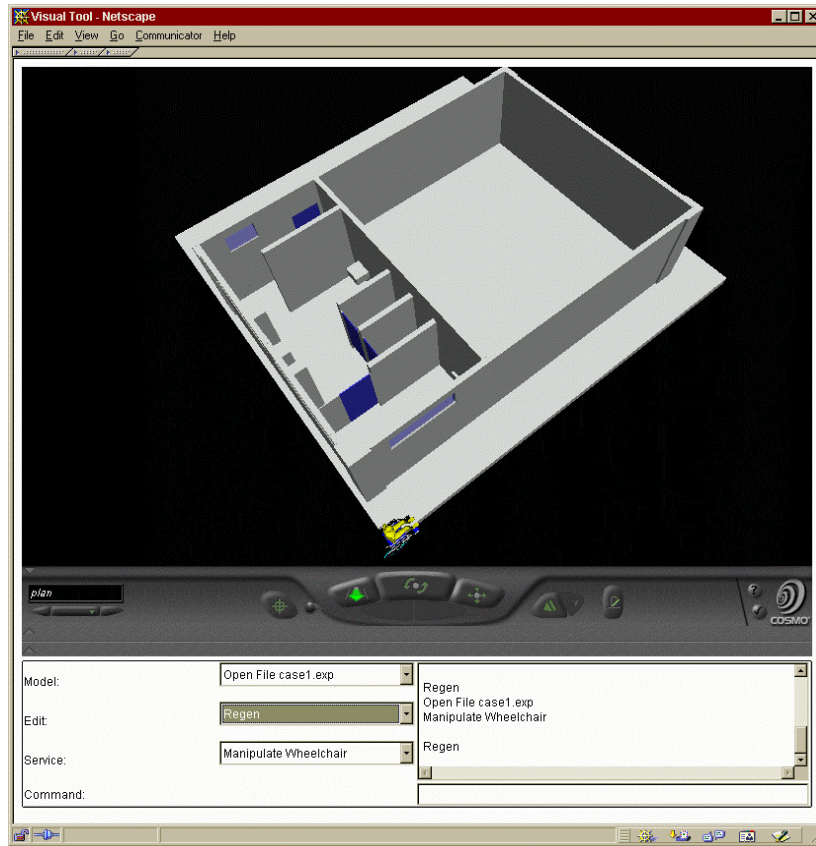 Visual Tool - Netscape
File Edit View Go Communicator Help
plan
?
COSMO
Model:
Open File case1.exp
Edit:
Regen
Service:
Manipulate Wheelchair
Regen
Open File case1.exp
Manipulate Wheelchair
Regen
Command: